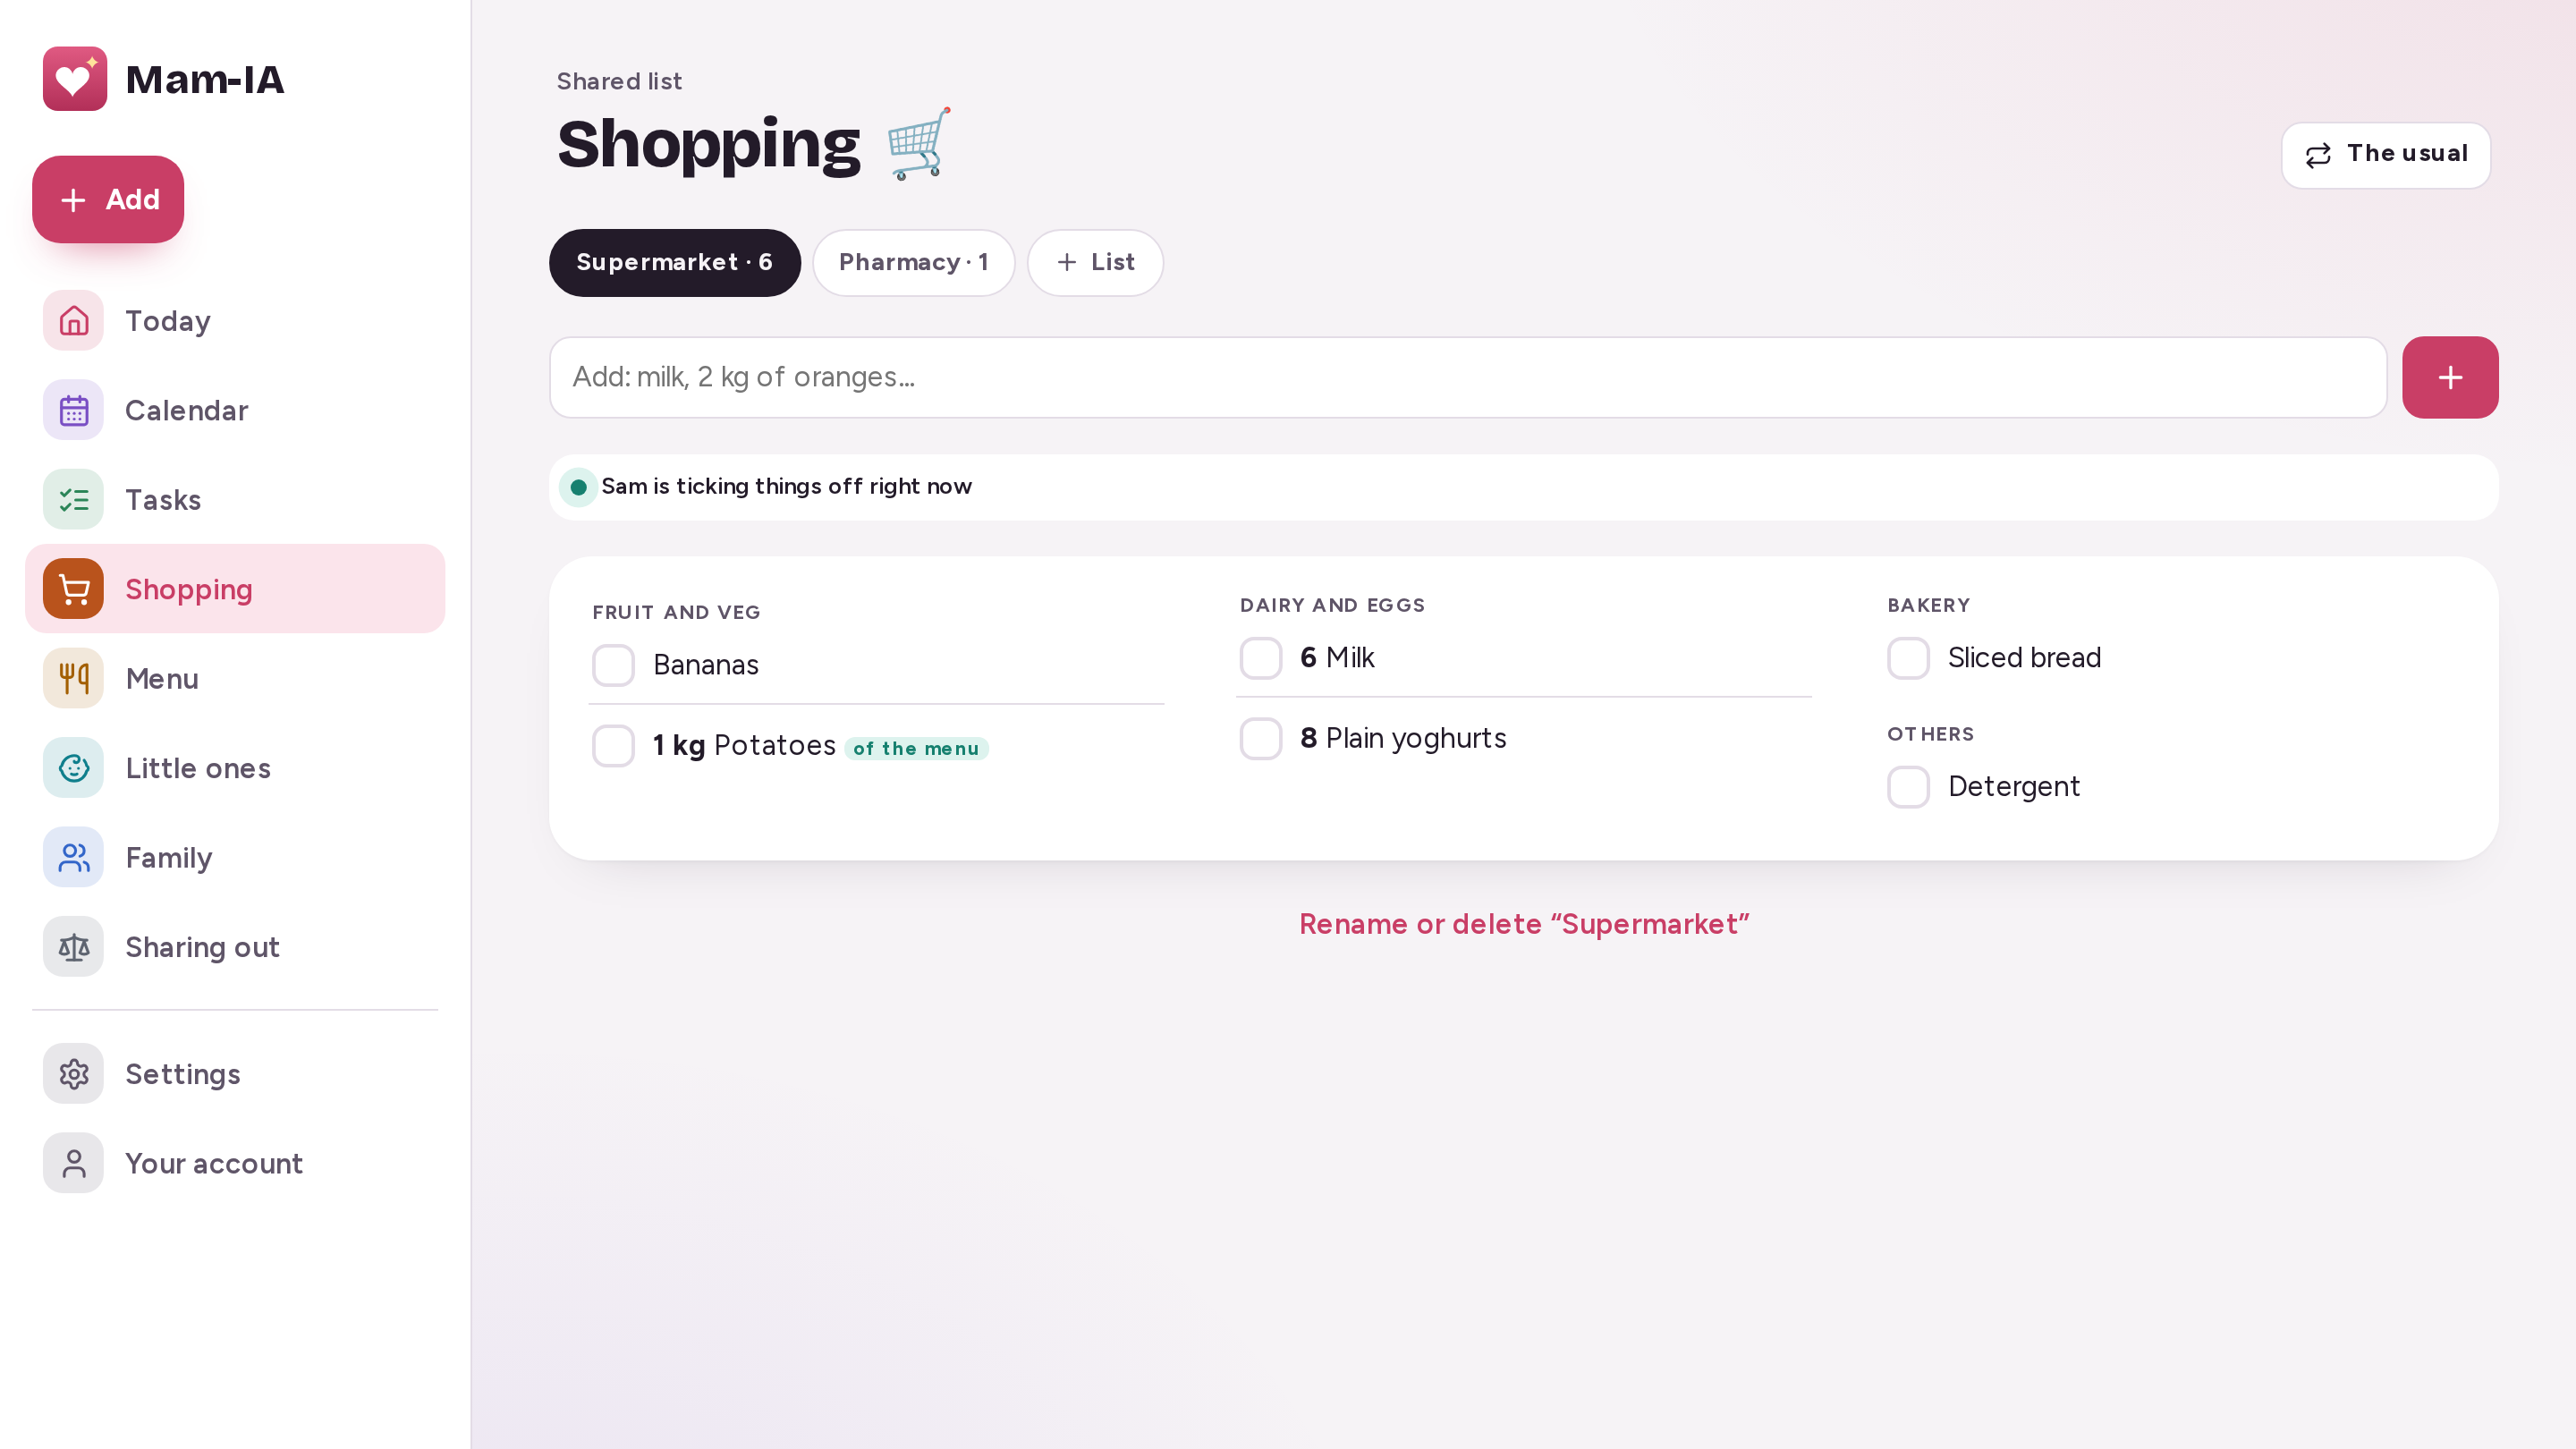 Mam-IA
Add
Today
Calendar
Tasks
Shopping
Menu
Little ones
Family
Sharing out
Settings
Your account
Shared list
Shopping
The usual
Supermarket · 6
Pharmacy · 1
List
Add: milk, 2 kg of oranges...
Sam is ticking things off right now
FRUIT AND VEG
Bananas
1 kg Potatoes of the menu
DAIRY AND EGGS
6 Milk
8 Plain yoghurts
BAKERY
Sliced bread
OTHERS
Detergent
Rename or delete “Supermarket”